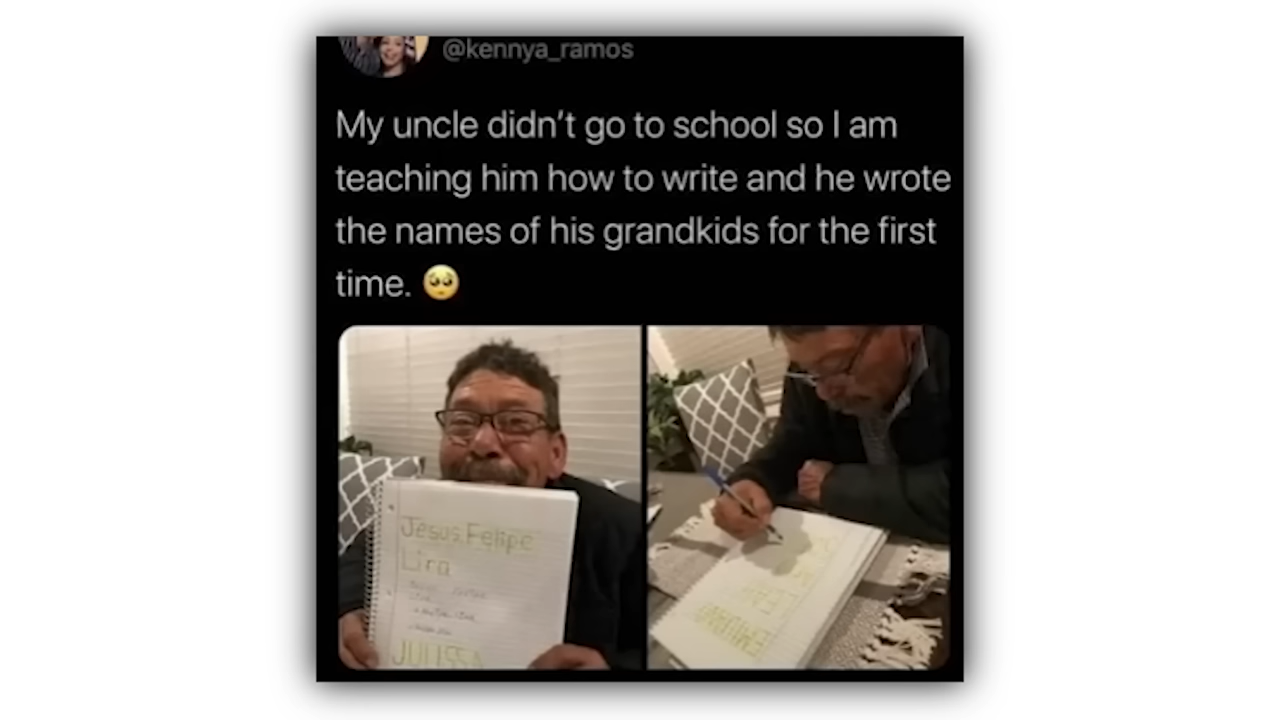 @kennya_ramos
My uncle didn’t go to school so I am
teaching him how to write and he wrote
the names of his grandkids for the first
time. 🥺
Jesus Felipe
Lira
JULISSA
EMILIANO